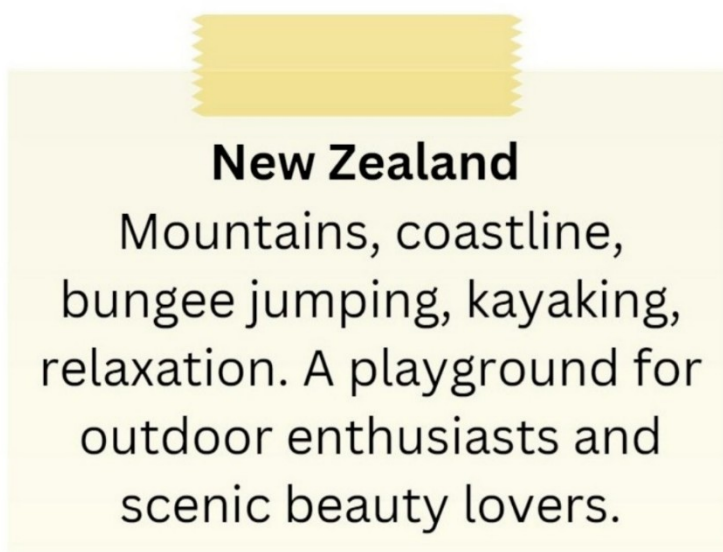 New Zealand
Mountains, coastline,
bungee jumping, kayaking,
relaxation. A playground for
outdoor enthusiasts and
scenic beauty lovers.